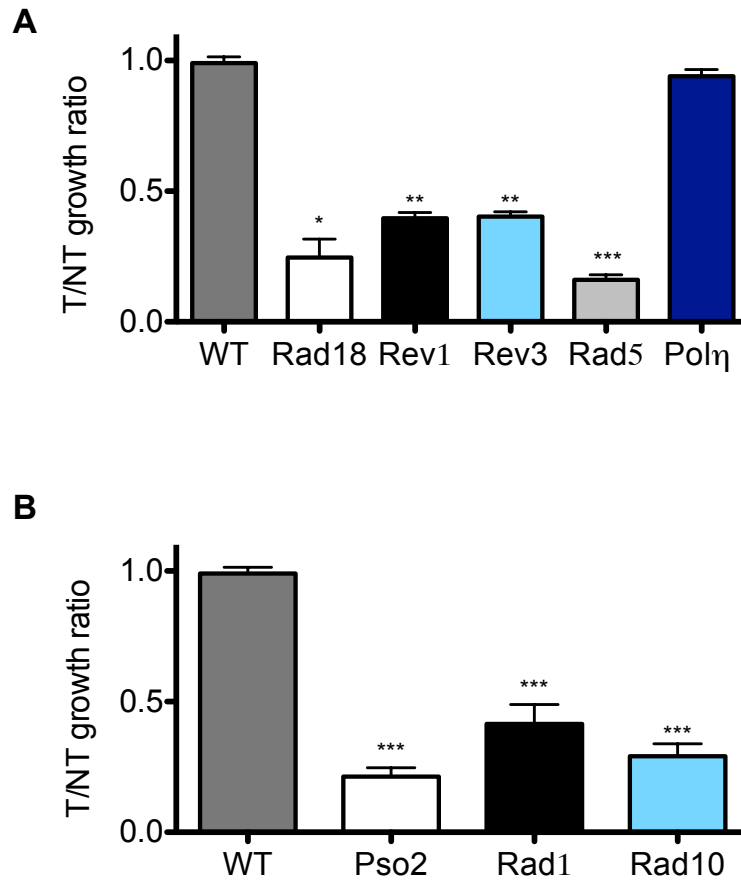 A
T/NT growth ratio
1.0
0.5
0.0
*
**
**
***
WT Rad18 Rev1 Rev3 Rad5 Polη
B
T/NT growth ratio
1.0
0.5
0.0
***
***
***
WT Pso2 Rad1 Rad10